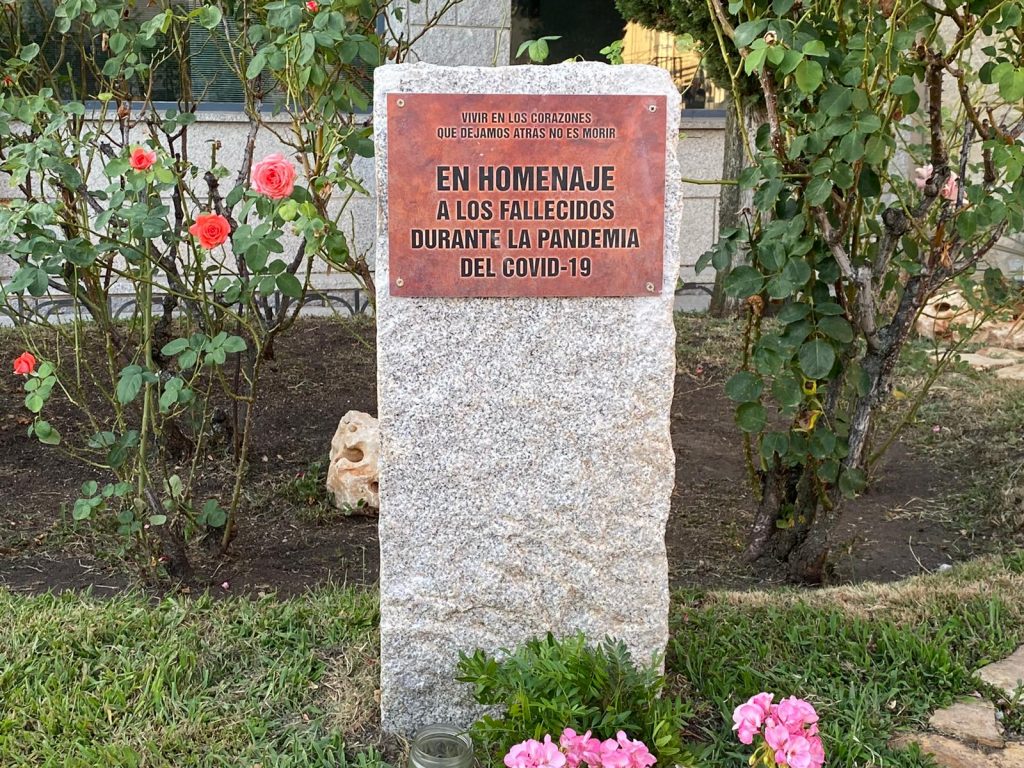 VIVIR EN LOS CORAZONES
QUE DEJAMOS ATRAS NO ES MORIR
EN HOMENAJE
A LOS FALLECIDOS
DURANTE LA PANDEMIA
DEL COVID-19